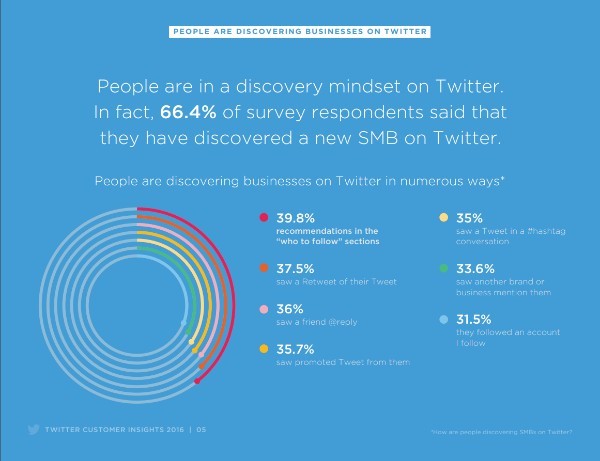 PEOPLE ARE DISCOVERING BUSINESSES ON TWITTER
People are in a discovery mindset on Twitter.
In fact, 66.4% of survey respondents said that
they have discovered a new SMB on Twitter.
People are discovering businesses on Twitter in numerous ways*
39.8%
recommendations in the
"who to follow" sections
37.5%
saw a Retweet of their Tweet
36%
saw a friend @reply
35.7%
saw promoted Tweet from them
35%
saw a Tweet in a #hashtag
conversation
33.6%
saw another brand or
business ment on them
31.5%
they followed an account
I follow
TWITTER CUSTOMER INSIGHTS 2016 | 05
*How are people discovering SMBs on Twitter?